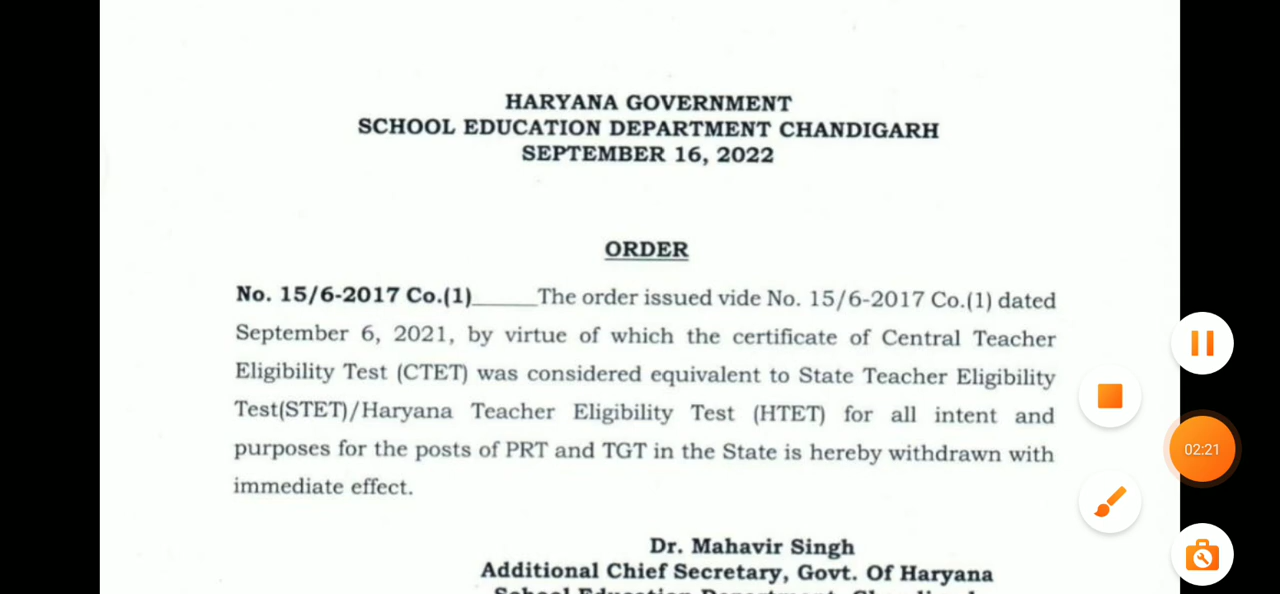 HARYANA GOVERNMENT
SCHOOL EDUCATION DEPARTMENT CHANDIGARH
SEPTEMBER 16, 2022
ORDER
No. 15/6-2017 Co.(1)______The order issued vide No. 15/6-2017 Co.(1) dated
September 6, 2021, by virtue of which the certificate of Central Teacher
Eligibility Test (CTET) was considered equivalent to State Teacher Eligibility
Test(STET)/Haryana Teacher Eligibility Test (HTET) for all intent and
purposes for the posts of PRT and TGT in the State is hereby withdrawn with
immediate effect.
Dr. Mahavir Singh
Additional Chief Secretary, Govt. Of Haryana
School Education Department, Chandigarh
02:21